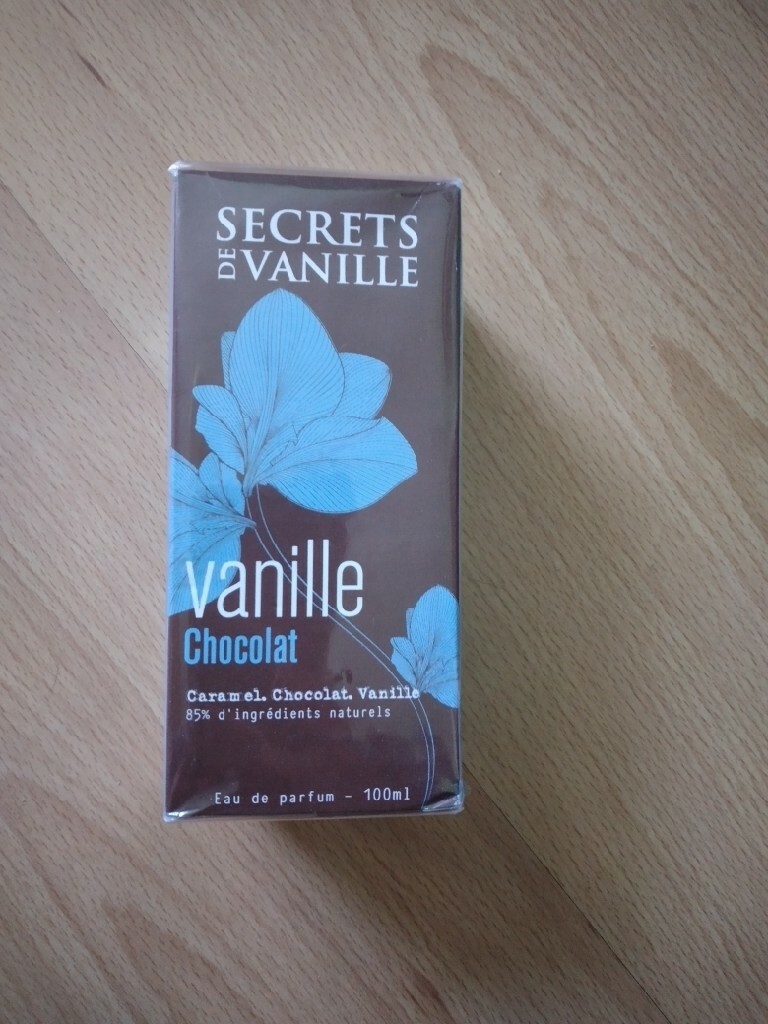 SECRETS
DE VANILLE
vanille
Chocolat
Caramel. Chocolat. Vanille
85% d'ingrédients naturels
Eau de parfum - 100ml